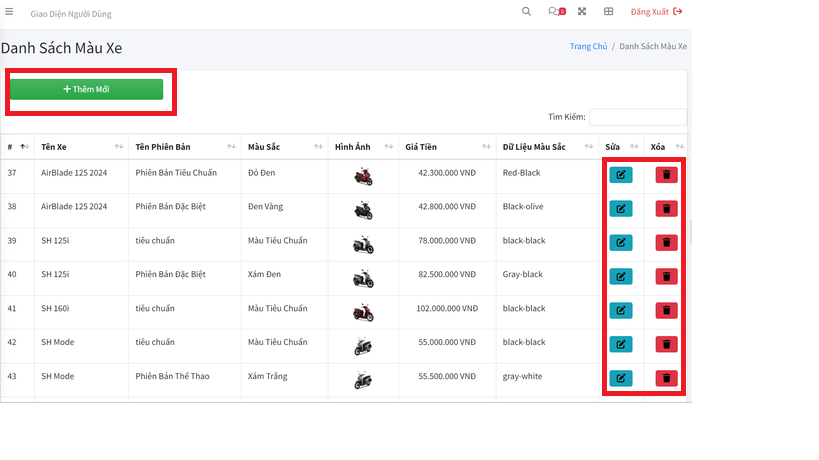 Giao Diện Người Dùng 0 Đăng Xuất
Danh Sách Màu Xe Trang Chủ / Danh Sách Màu Xe
Thêm Mới
Tìm Kiếm:
# Tên Xe Tên Phiên Bản Màu Sắc Hình Ảnh Giá Tiền Dữ Liệu Màu Sắc Sửa Xóa
37 AirBlade 125 2024 Phiên Bản Tiêu Chuẩn Đỏ Đen 42.300.000 VNĐ Red-Black
38 AirBlade 125 2024 Phiên Bản Đặc Biệt Đen Vàng 42.800.000 VNĐ Black-olive
39 SH 125i tiêu chuẩn Màu Tiêu Chuẩn 78.000.000 VNĐ black-black
40 SH 125i Phiên Bản Đặc Biệt Xám Đen 82.500.000 VNĐ Gray-black
41 SH 160i tiêu chuẩn Màu Tiêu Chuẩn 102.000.000 VNĐ black-black
42 SH Mode tiêu chuẩn Màu Tiêu Chuẩn 55.000.000 VNĐ black-black
43 SH Mode Phiên Bản Thể Thao Xám Trắng 55.500.000 VNĐ gray-white